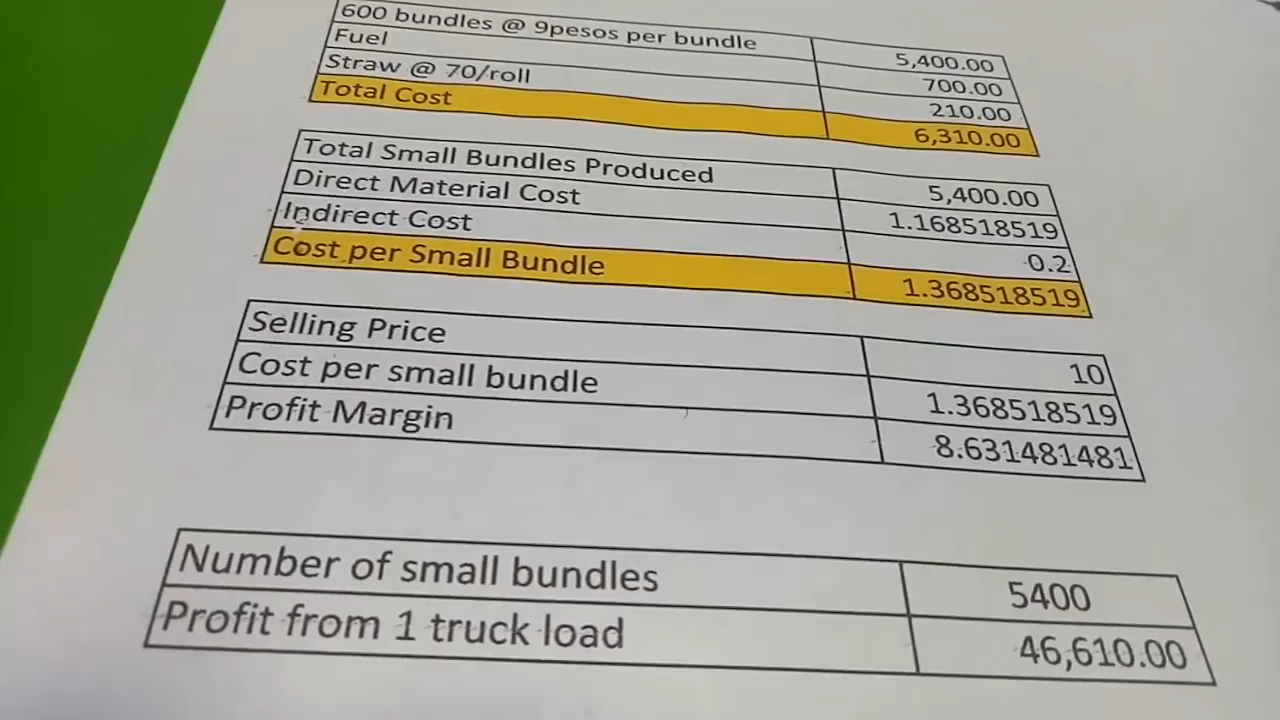 600 bundles @ 9pesos per bundle 5,400.00
Fuel 700.00
Straw @ 70/roll 210.00
Total Cost 6,310.00
Total Small Bundles Produced 5,400.00
Direct Material Cost 1.168518519
Indirect Cost 0.2
Cost per Small Bundle 1.368518519
Selling Price 10
Cost per small bundle 1.368518519
Profit Margin 8.631481481
Number of small bundles 5400
Profit from 1 truck load 46,610.00